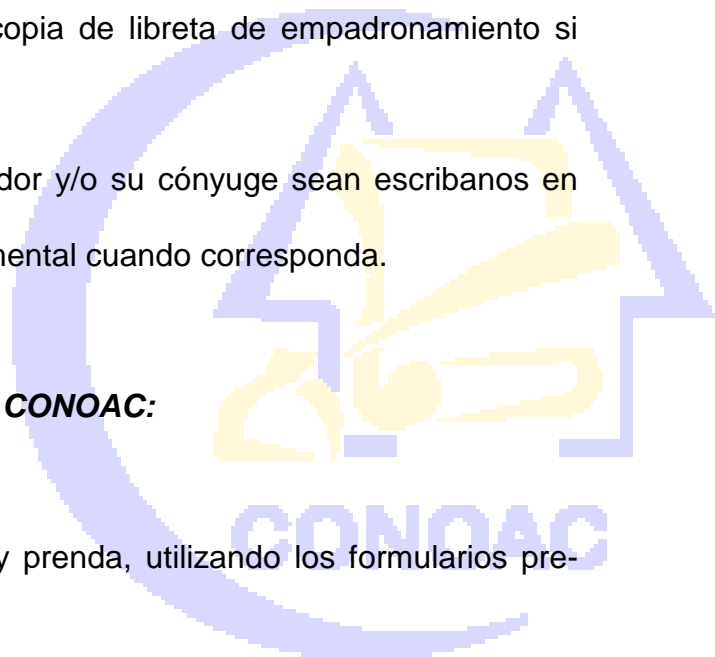 copia de libreta de empadronamiento si
dor y/o su cónyuge sean escribanos en
mental cuando corresponda.
CONOAC:
CONOAC
y prenda, utilizando los formularios pre-